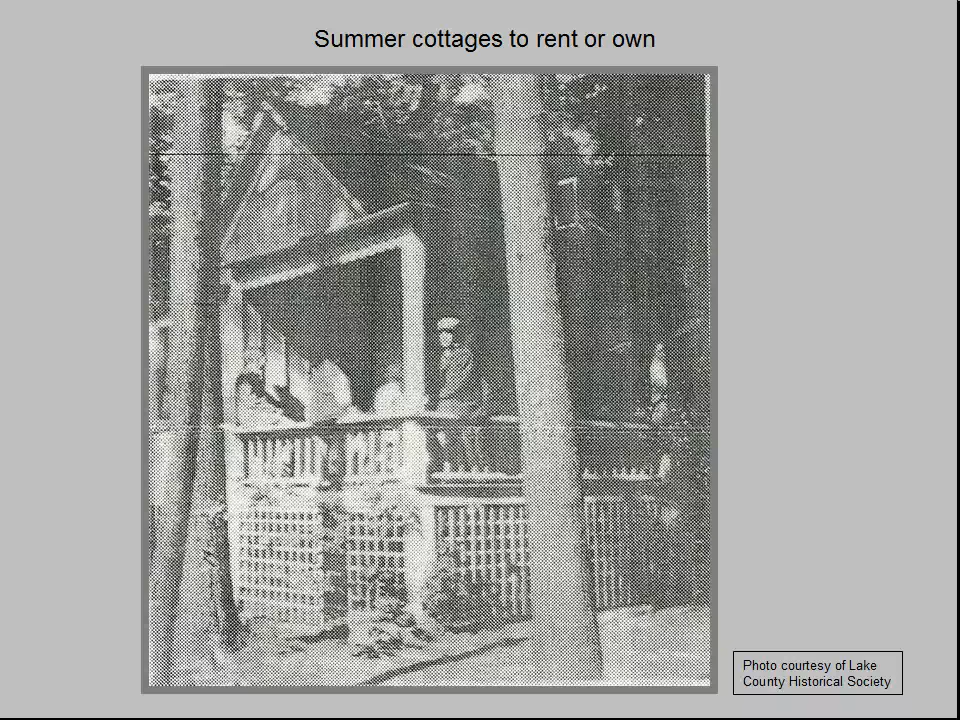 Summer cottages to rent or own
Photo courtesy of Lake
County Historical Society